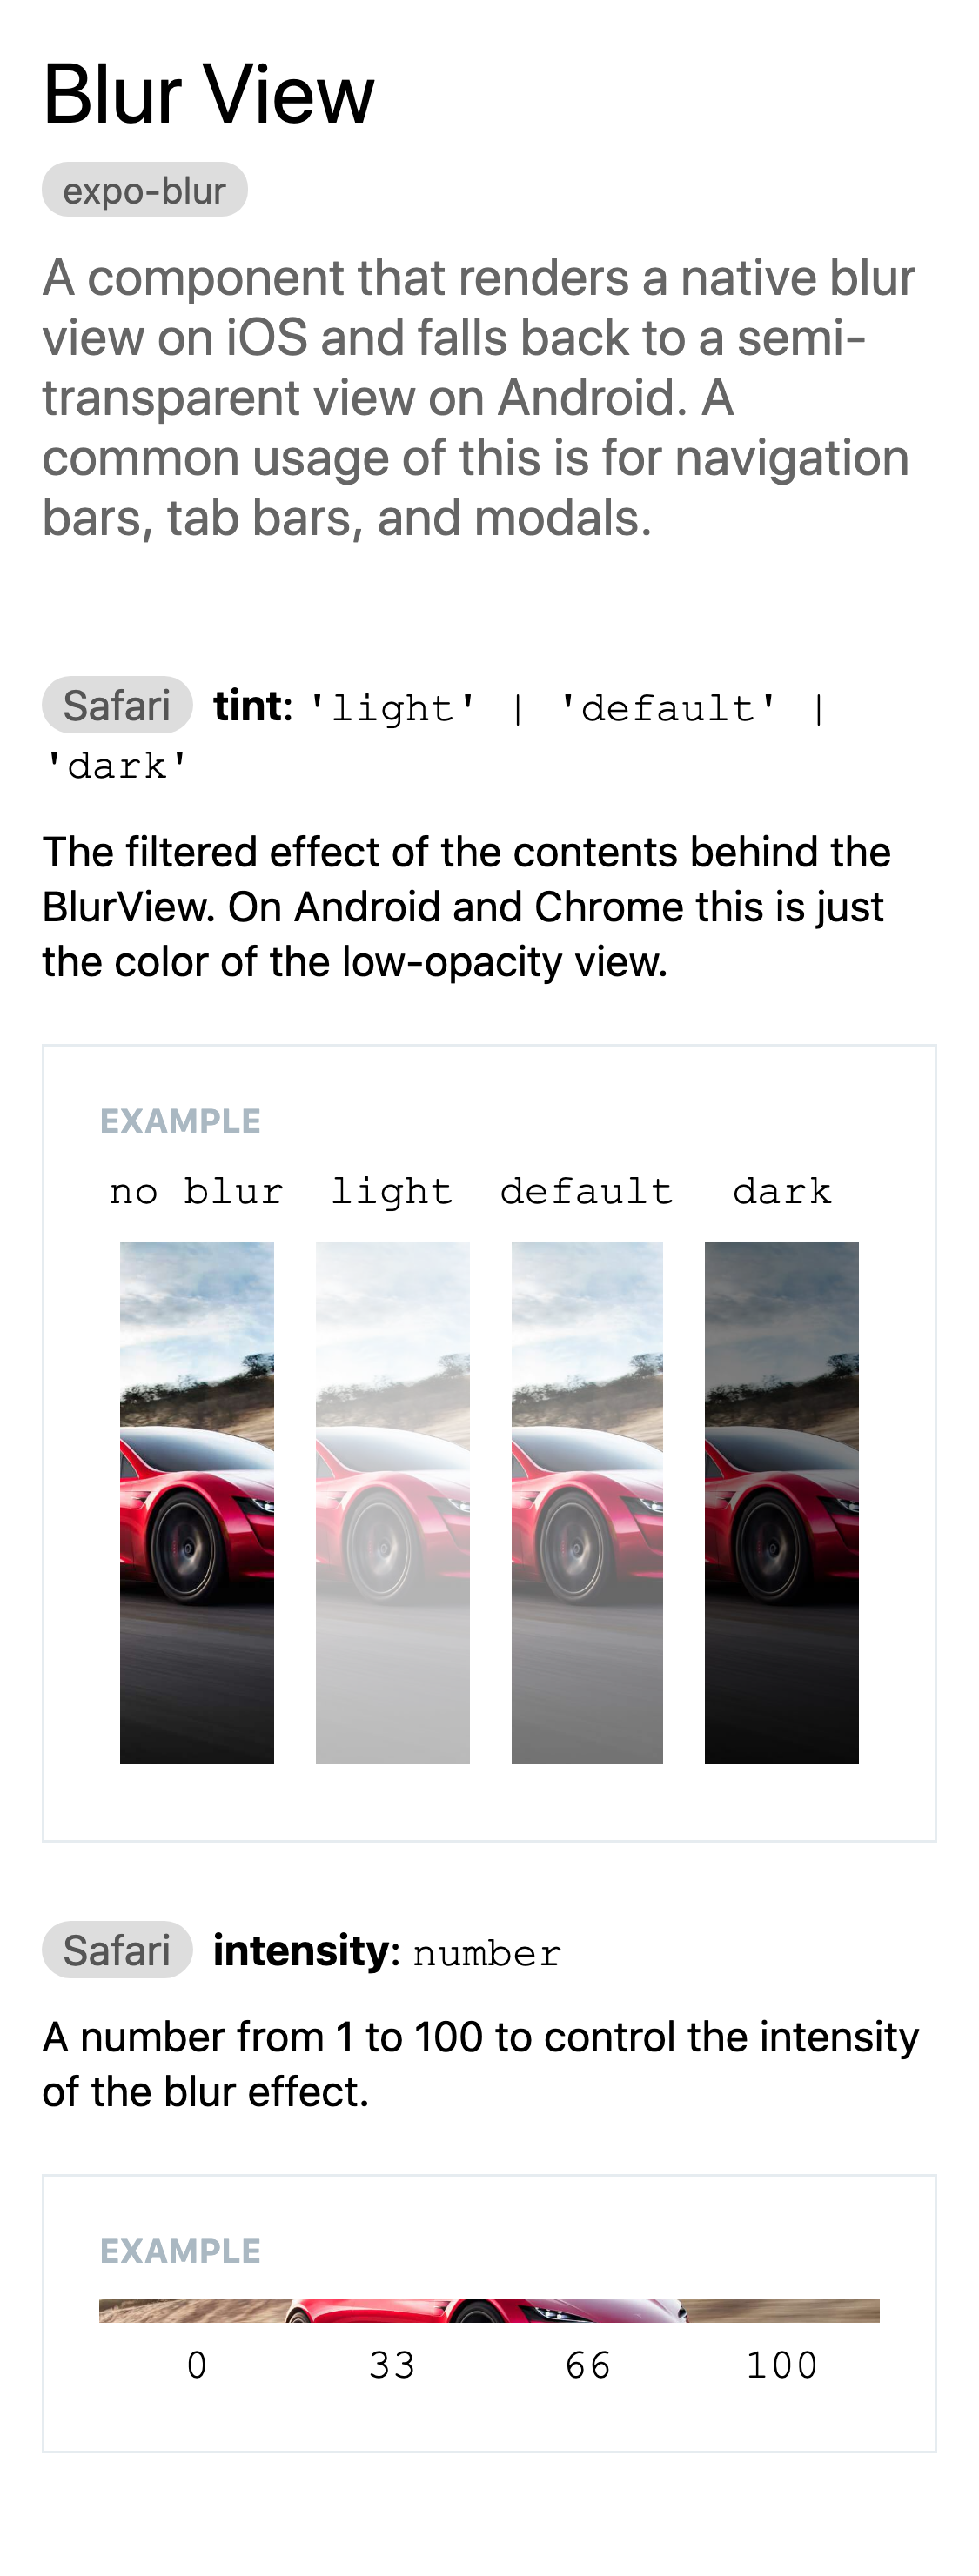 Blur View
expo-blur
A component that renders a native blur
view on iOS and falls back to a semi-
transparent view on Android. A
common usage of this is for navigation
bars, tab bars, and modals.
Safari tint: 'light' | 'default' |
'dark'
The filtered effect of the contents behind the
BlurView. On Android and Chrome this is just
the color of the low-opacity view.
EXAMPLE
no blur light default dark
Safari intensity: number
A number from 1 to 100 to control the intensity
of the blur effect.
EXAMPLE
0 33 66 100